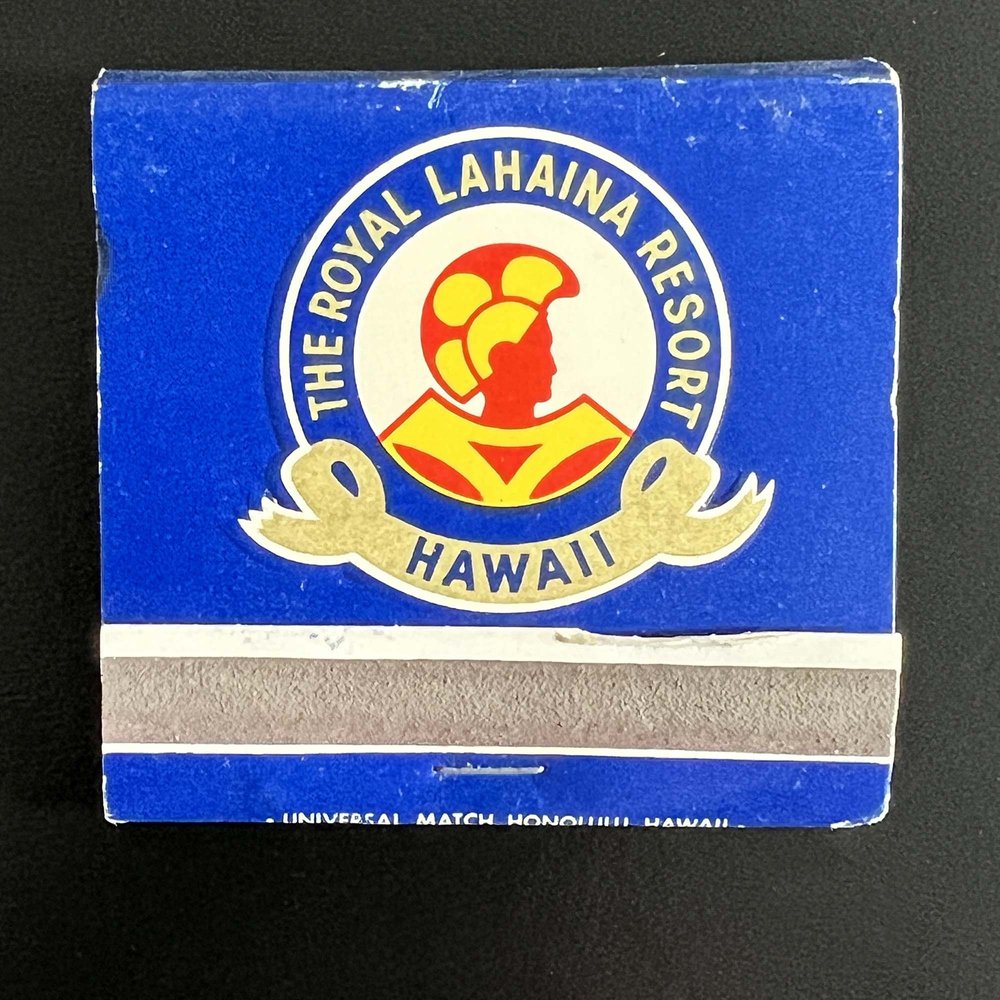 THE ROYAL LAHAINA RESORT
HAWAII
• UNIVERSAL MATCH HONOLULU, HAWAII •